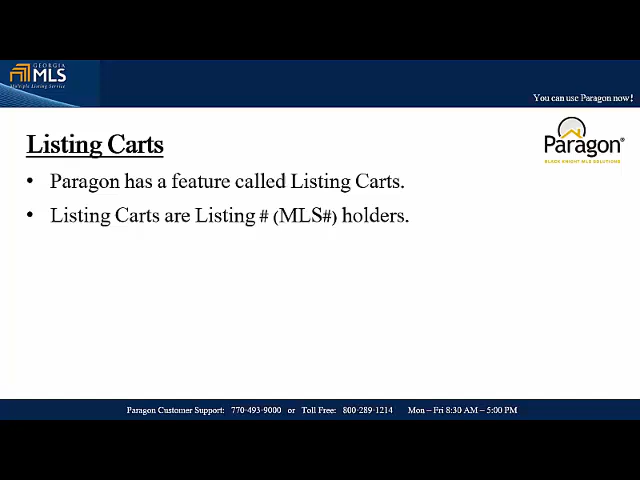 GEORGIA
MLS
Multiple Listing Service
You can use Paragon now!
Listing Carts
Paragon®
BLACK KNIGHT MLS SOLUTIONS
• Paragon has a feature called Listing Carts.
• Listing Carts are Listing # (MLS#) holders.
Paragon Customer Support: 770-493-9000 or Toll Free: 800-289-1214 Mon – Fri 8:30 AM – 5:00 PM